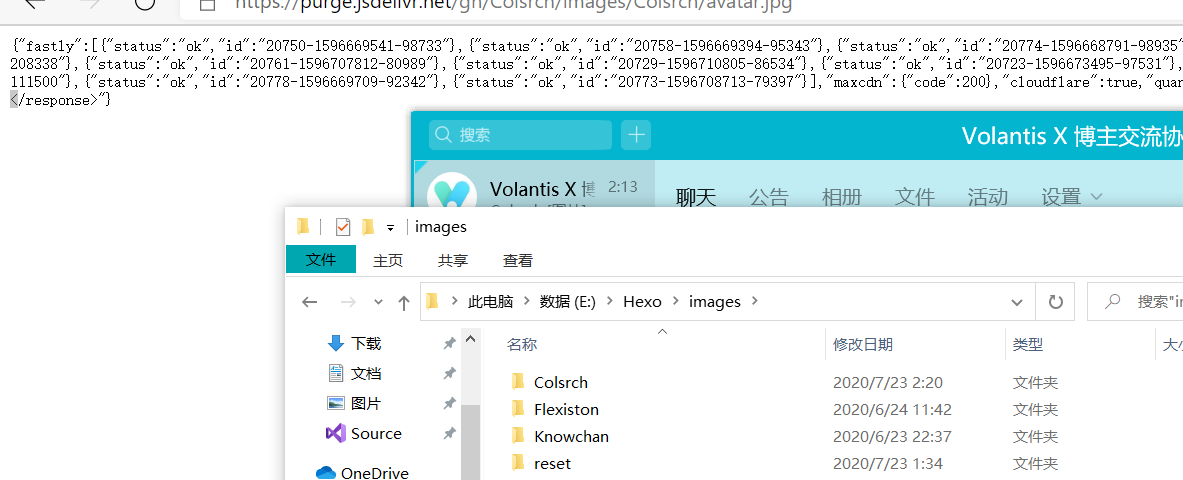 https://purge.jsdelivr.net/gh/Colsrch/images/Colsrch/avatar.jpg
{"fastly":[{"status":"ok","id":"20750-1596669541-98733"},{"status":"ok","id":"20758-1596669394-95343"},{"status":"ok","id":"20774-1596668791-98935"
208338"},{"status":"ok","id":"20761-1596707812-80989"},{"status":"ok","id":"20729-1596710805-86534"},{"status":"ok","id":"20723-1596673495-97531"},
111500"},{"status":"ok","id":"20778-1596669709-92342"},{"status":"ok","id":"20773-1596708713-79397"}],"maxcdn":{"code":200},"cloudflare":true,"quan
</response>"}
搜索 Volantis X 博主交流协
Volantis X 博 2:13
聊天 公告 相册 文件 活动 设置
images
文件 主页 共享 查看
此电脑 数据 (E:) Hexo images 搜索"i
名称 修改日期 类型 大
下载
文档
图片
Source
OneDrive
Colsrch 2020/7/23 2:20 文件夹
Flexiston 2020/6/24 11:42 文件夹
Knowchan 2020/6/23 22:37 文件夹
reset 2020/7/23 1:34 文件夹